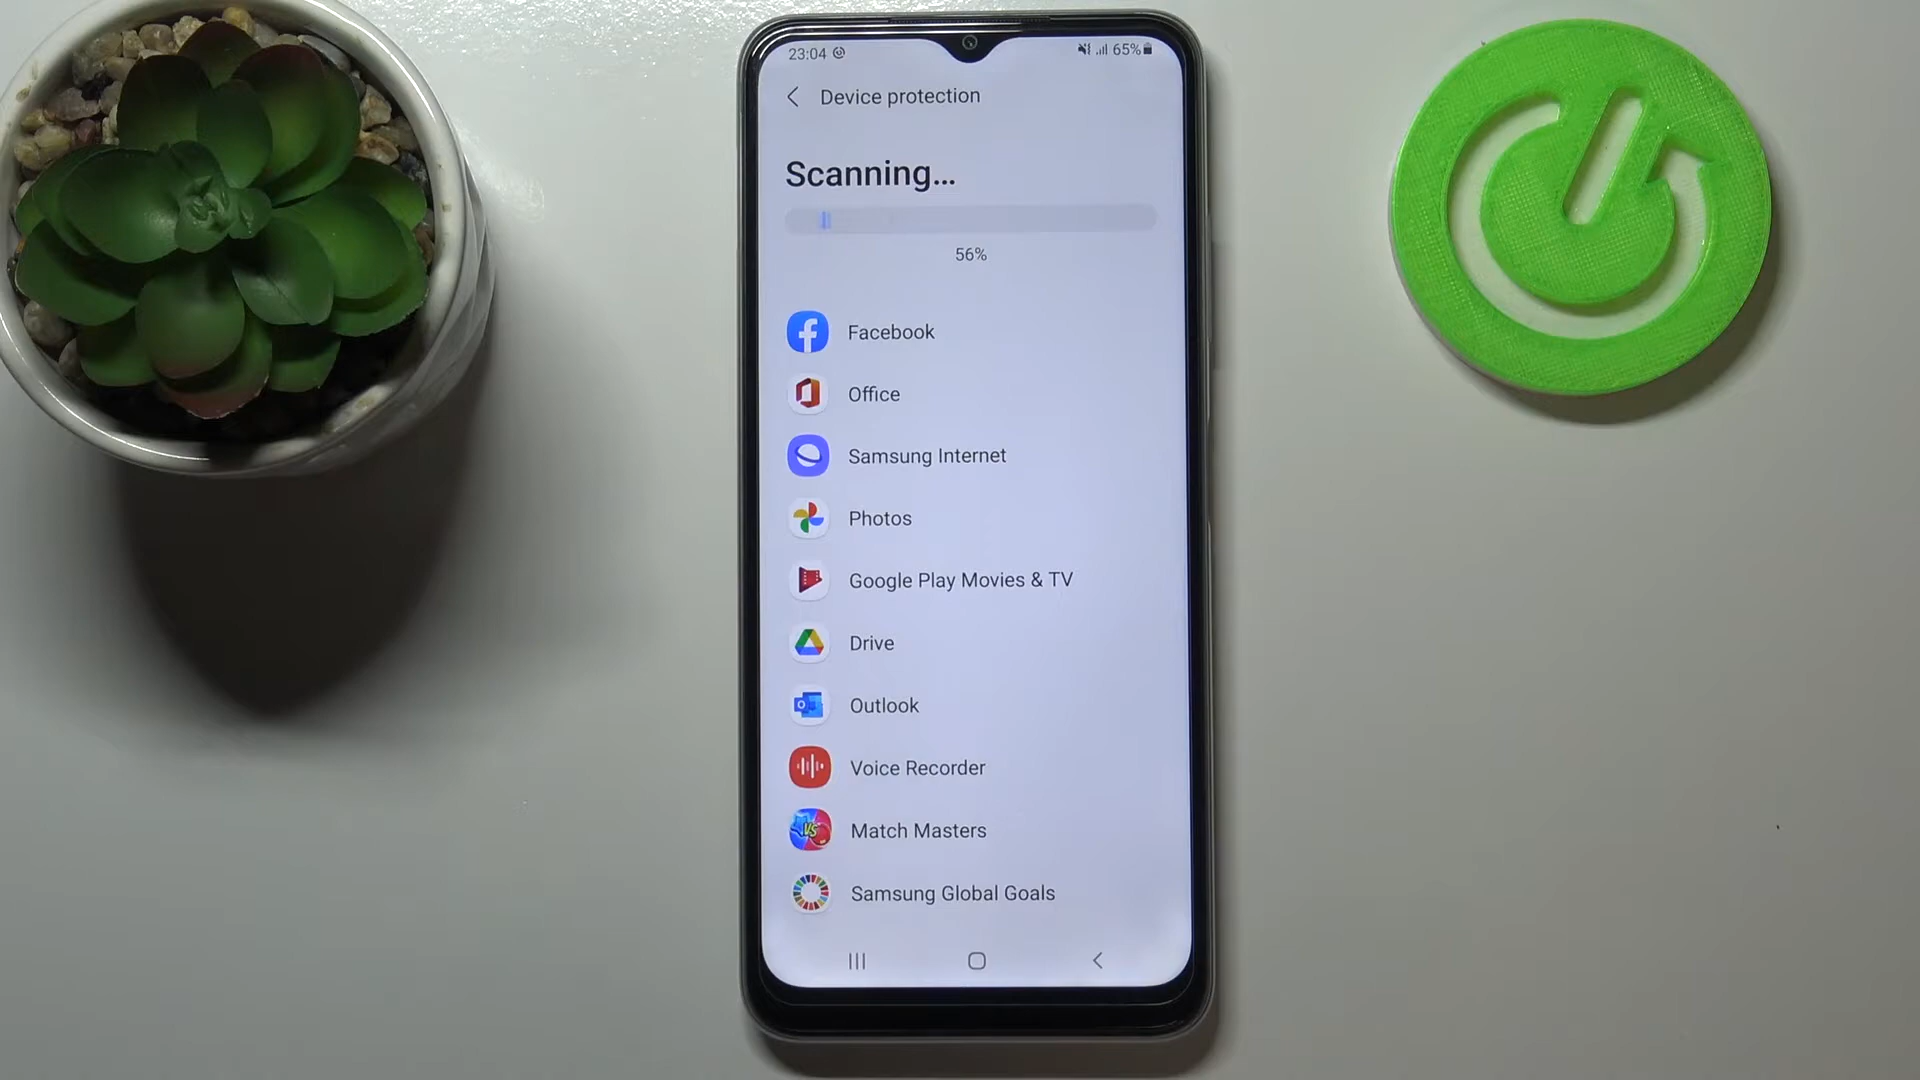 23:04 65%
Device protection
Scanning...
56%
Facebook
Office
Samsung Internet
Photos
Google Play Movies & TV
Drive
Outlook
Voice Recorder
VS Match Masters
Samsung Global Goals